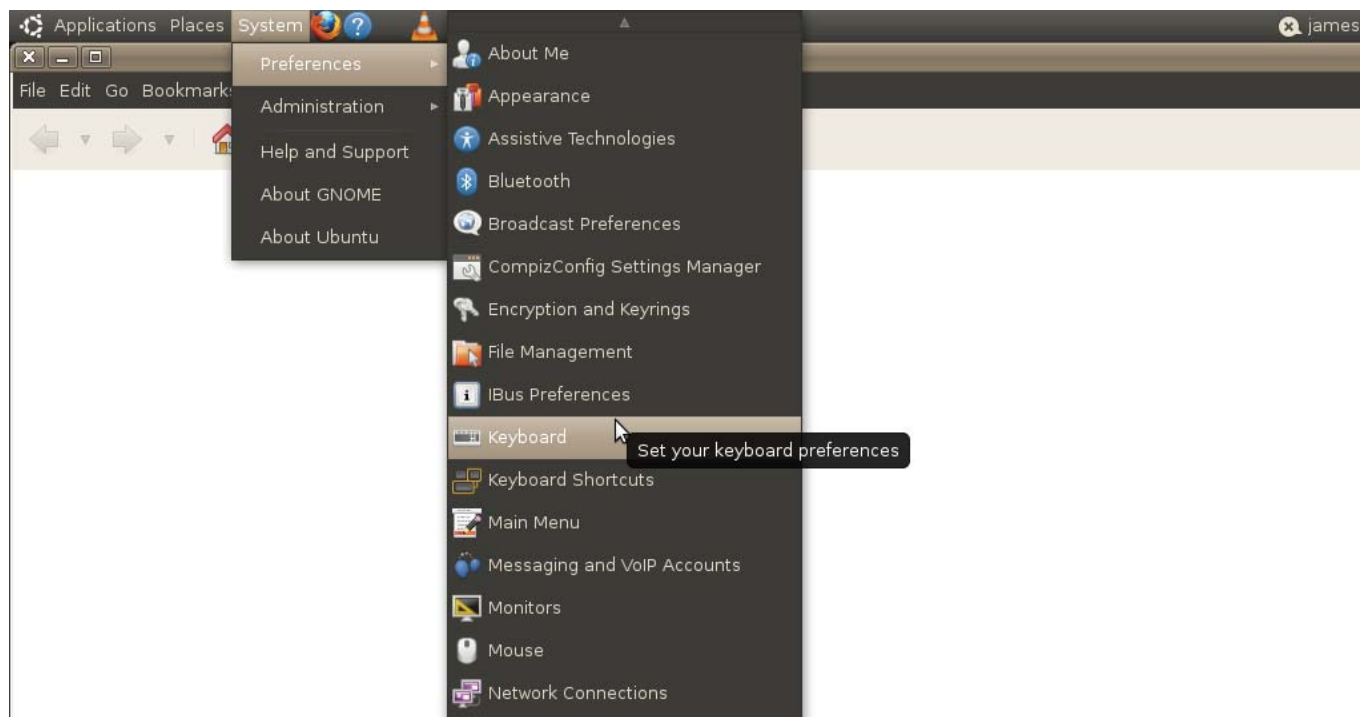 Applications Places System
james
Preferences
Administration
Help and Support
About GNOME
About Ubuntu
File Edit Go Bookmark
About Me
Appearance
Assistive Technologies
Bluetooth
Broadcast Preferences
CompizConfig Settings Manager
Encryption and Keyrings
File Management
IBus Preferences
Keyboard
Set your keyboard preferences
Keyboard Shortcuts
Main Menu
Messaging and VoIP Accounts
Monitors
Mouse
Network Connections